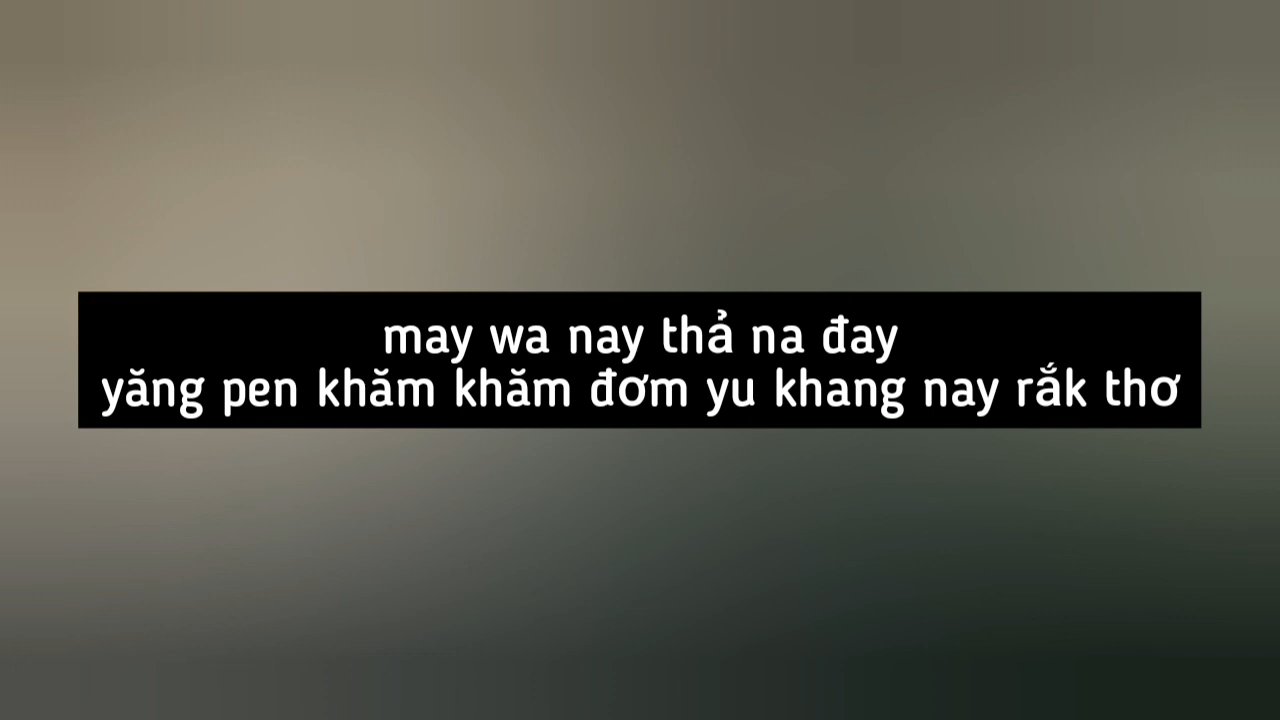 may wa nay thả na đay
yăng pen khăm khăm đơm yu khang nay rắk thơ